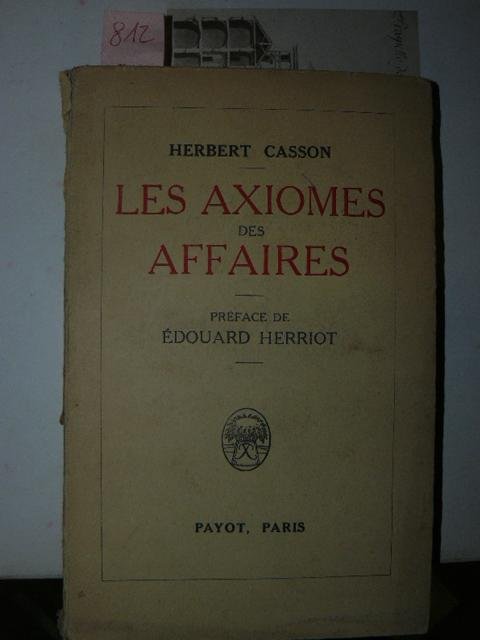 812
HERBERT CASSON
LES AXIOMES
DES
AFFAIRES
PRÉFACE DE
ÉDOUARD HERRIOT
PAYOT, PARIS